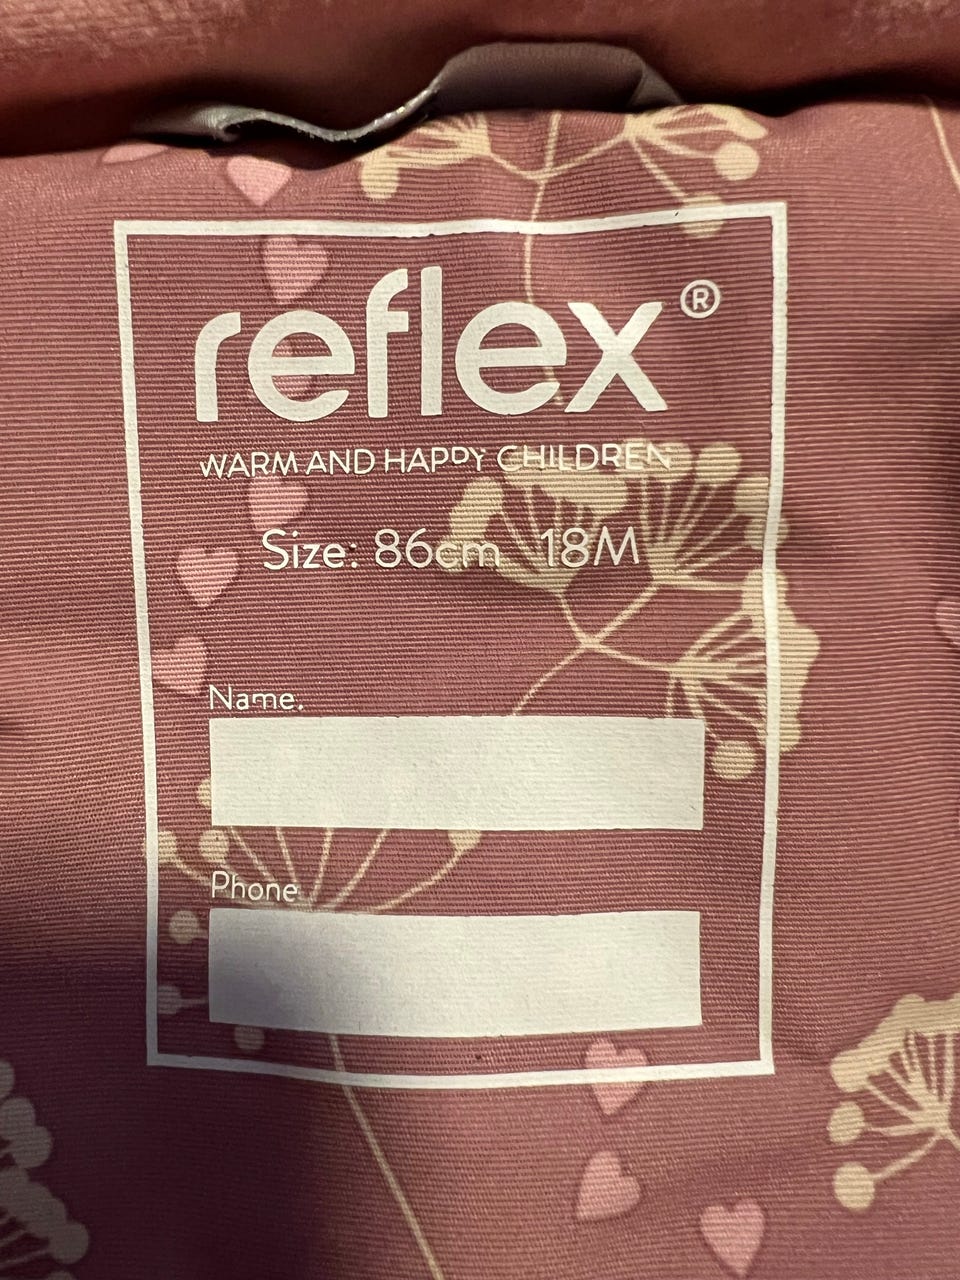 reflex®
WARM AND HAPPY CHILDREN
Size: 86cm 18M
Name.
Phone